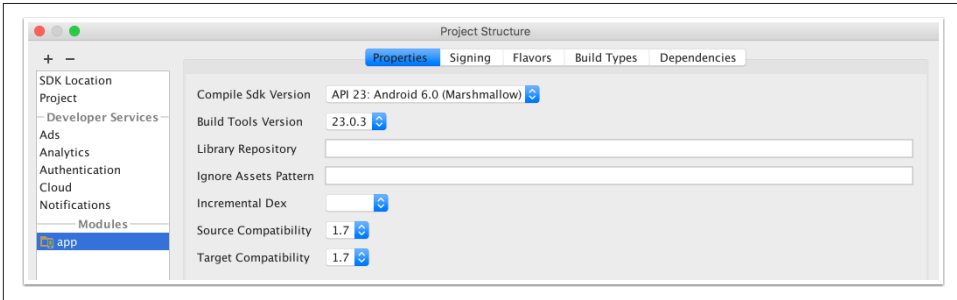 Project Structure
+ −
Properties Signing Flavors Build Types Dependencies
SDK Location
Project
Developer Services
Ads
Analytics
Authentication
Cloud
Notifications
Modules
app
Compile Sdk Version API 23: Android 6.0 (Marshmallow)
Build Tools Version 23.0.3
Library Repository
Ignore Assets Pattern
Incremental Dex
Source Compatibility 1.7
Target Compatibility 1.7